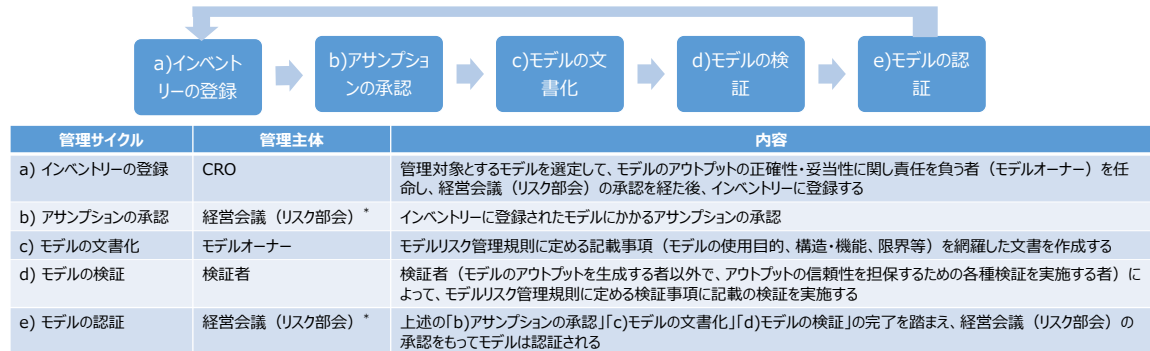 a)インベント
リーの登録
b)アサンプショ
ンの承認
c)モデルの文
書化
d)モデルの検
証
e)モデルの認
証
管理サイクル 管理主体 内容
a) インベントリーの登録 CRO 管理対象とするモデルを選定して、モデルのアウトプットの正確性・妥当性に関し責任を負う者（モデルオーナー）を任
命し、経営会議（リスク部会）の承認を経た後、インベントリーに登録する
b) アサンプションの承認 経営会議（リスク部会）* インベントリーに登録されたモデルにかかるアサンプションの承認
c) モデルの文書化 モデルオーナー モデルリスク管理規則に定める記載事項（モデルの使用目的、構造・機能、限界等）を網羅した文書を作成する
d) モデルの検証 検証者 検証者（モデルのアウトプットを生成する者以外で、アウトプットの信頼性を担保するための各種検証を実施する者）に
よって、モデルリスク管理規則に定める検証事項に記載の検証を実施する
e) モデルの認証 経営会議（リスク部会）* 上述の「b)アサンプションの承認」「c)モデルの文書化」「d)モデルの検証」の完了を踏まえ、経営会議（リスク部会）の
承認をもってモデルは認証される